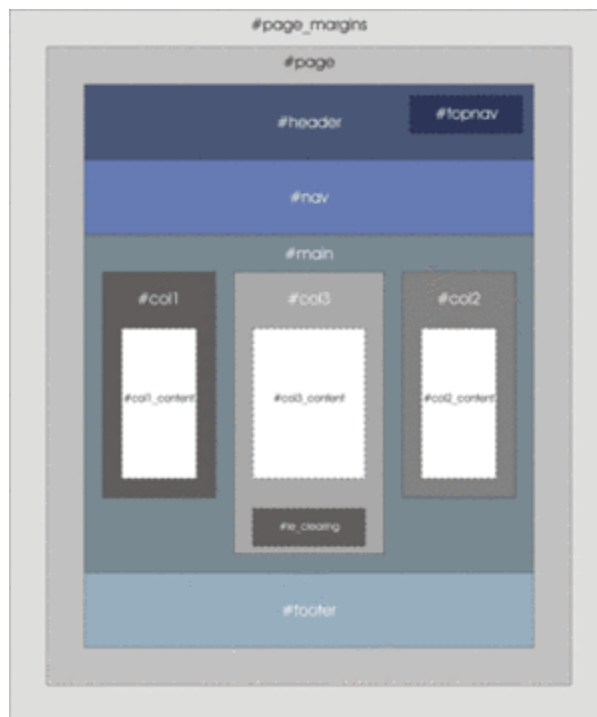 #page_margins
#page
#header
#topnav
#nav
#main
#col1
#col3
#col2
#col1_content
#col3_content
#col2_content
#ie_clearing
#footer